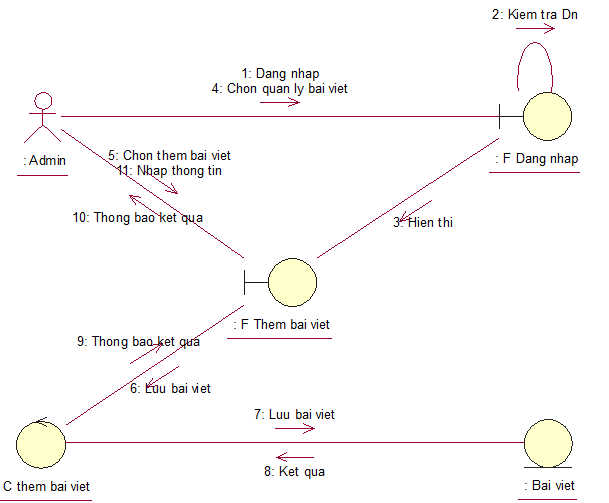 2: Kiem tra Dn
1: Dang nhap
4: Chon quan ly bai viet
: Admin
: F Dang nhap
5: Chon them bai viet
11: Nhap thong tin
10: Thong bao ket qua
3: Hien thi
: F Them bai viet
9: Thong bao ket qua
6: Luu bai viet
7: Luu bai viet
8: Ket qua
C them bai viet
: Bai viet